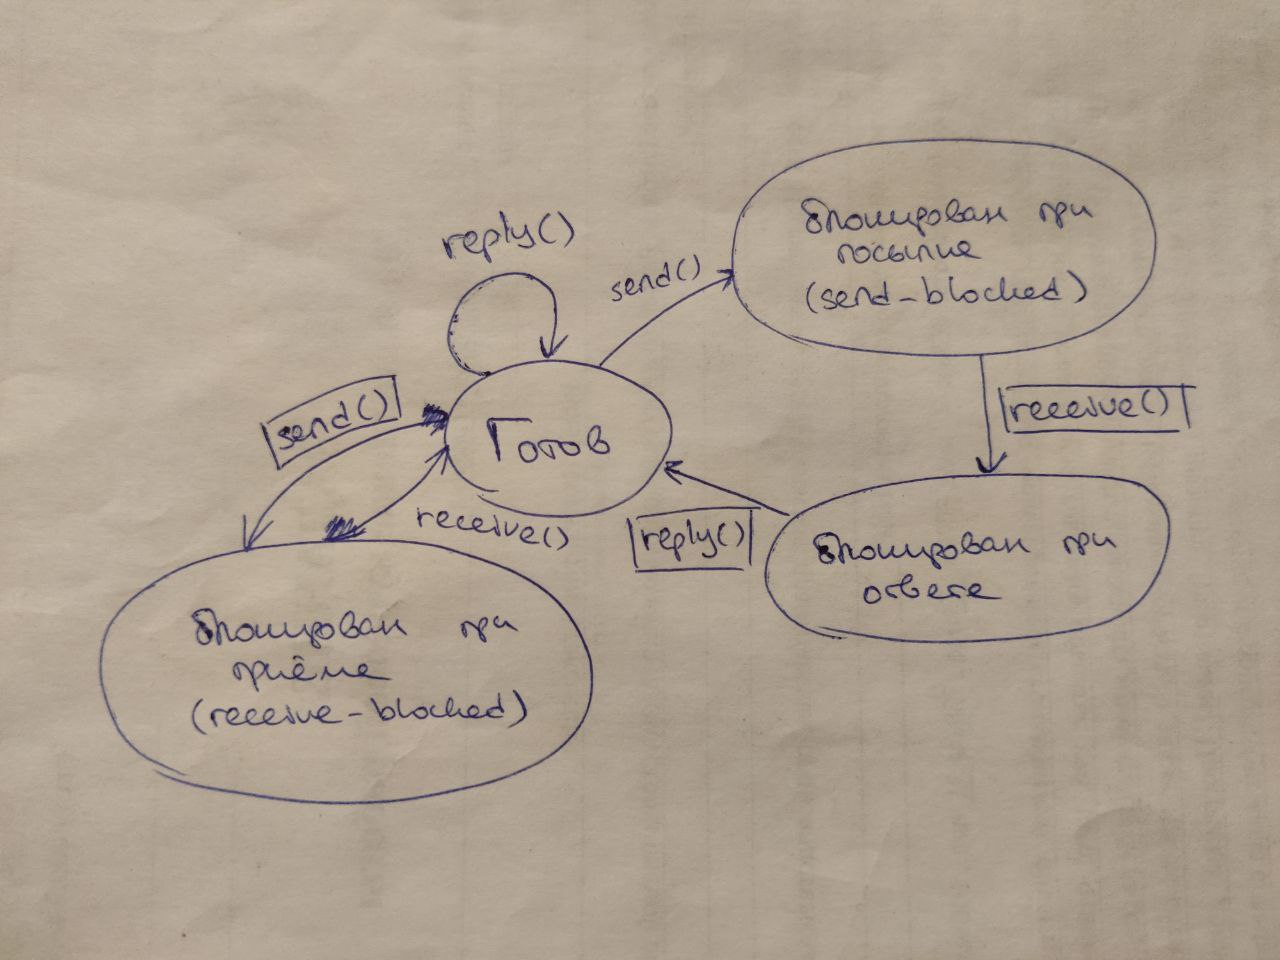 reply()
send()
Блокирован при
посылке
(send-blocked)
send()
receive()
Готов
receive()
reply()
Блокирован при
ответе
Блокирован при
приёме
(receive-blocked)